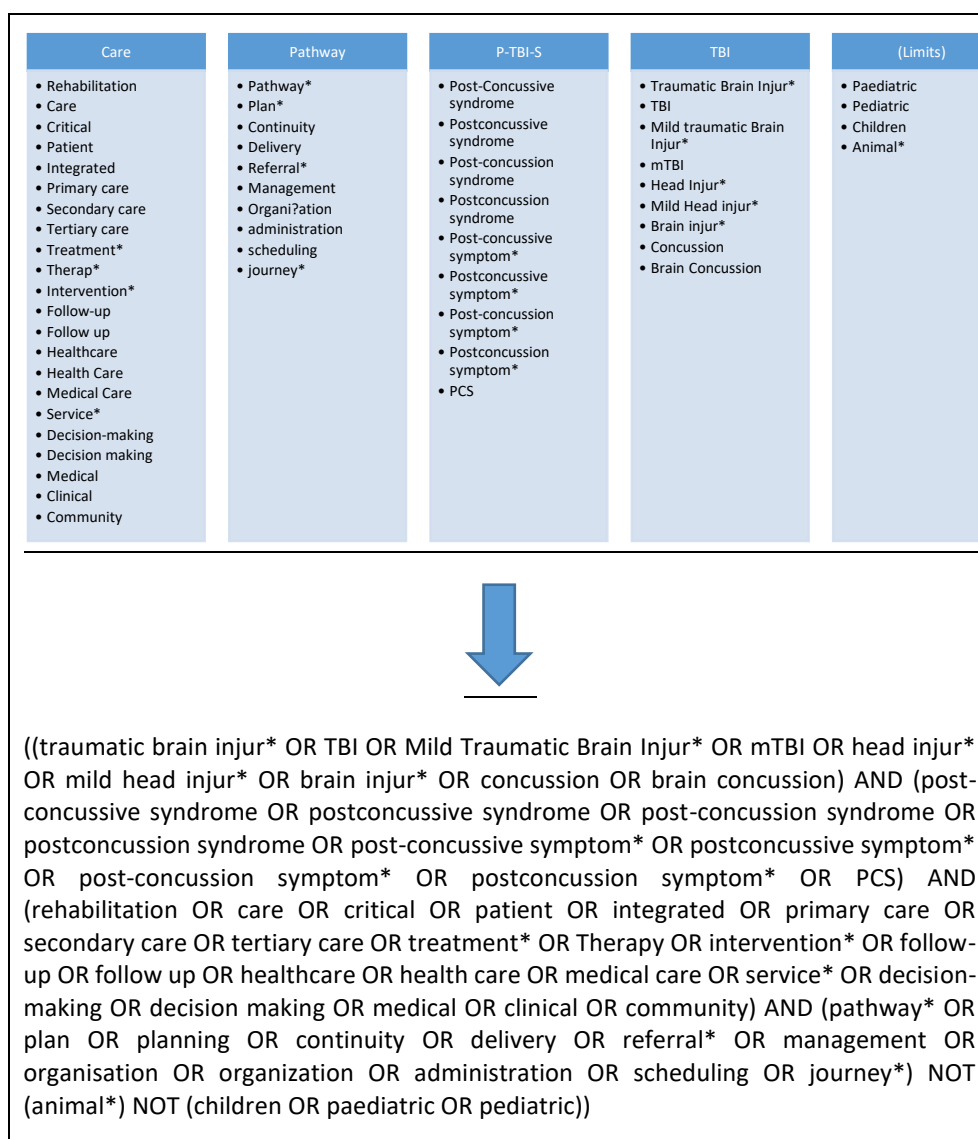 Care
• Rehabilitation
• Care
• Critical
• Patient
• Integrated
• Primary care
• Secondary care
• Tertiary care
• Treatment*
• Therap*
• Intervention*
• Follow-up
• Follow up
• Healthcare
• Health Care
• Medical Care
• Service*
• Decision-making
• Decision making
• Medical
• Clinical
• Community
Pathway
• Pathway*
• Plan*
• Continuity
• Delivery
• Referral*
• Management
• Organi?ation
• administration
• scheduling
• journey*
P-TBI-S
• Post-Concussive
syndrome
• Postconcussive
syndrome
• Post-concussion
syndrome
• Postconcussion
syndrome
• Post-concussive
symptom*
• Postconcussive
symptom*
• Post-concussion
symptom*
• Postconcussion
symptom*
• PCS
TBI
• Traumatic Brain Injur*
• TBI
• Mild traumatic Brain
Injur*
• mTBI
• Head Injur*
• Mild Head injur*
• Brain injur*
• Concussion
• Brain Concussion
(Limits)
• Paediatric
• Pediatric
• Children
• Animal*
((traumatic brain injur* OR TBI OR Mild Traumatic Brain Injur* OR mTBI OR head injur*
OR mild head injur* OR brain injur* OR concussion OR brain concussion) AND (post-
concussive syndrome OR postconcussive syndrome OR post-concussion syndrome OR
postconcussion syndrome OR post-concussive symptom* OR postconcussive symptom*
OR post-concussion symptom* OR postconcussion symptom* OR PCS) AND
(rehabilitation OR care OR critical OR patient OR integrated OR primary care OR
secondary care OR tertiary care OR treatment* OR Therapy OR intervention* OR follow-
up OR follow up OR healthcare OR health care OR medical care OR service* OR decision-
making OR decision making OR medical OR clinical OR community) AND (pathway* OR
plan OR planning OR continuity OR delivery OR referral* OR management OR
organisation OR organization OR administration OR scheduling OR journey*) NOT
(animal*) NOT (children OR paediatric OR pediatric))